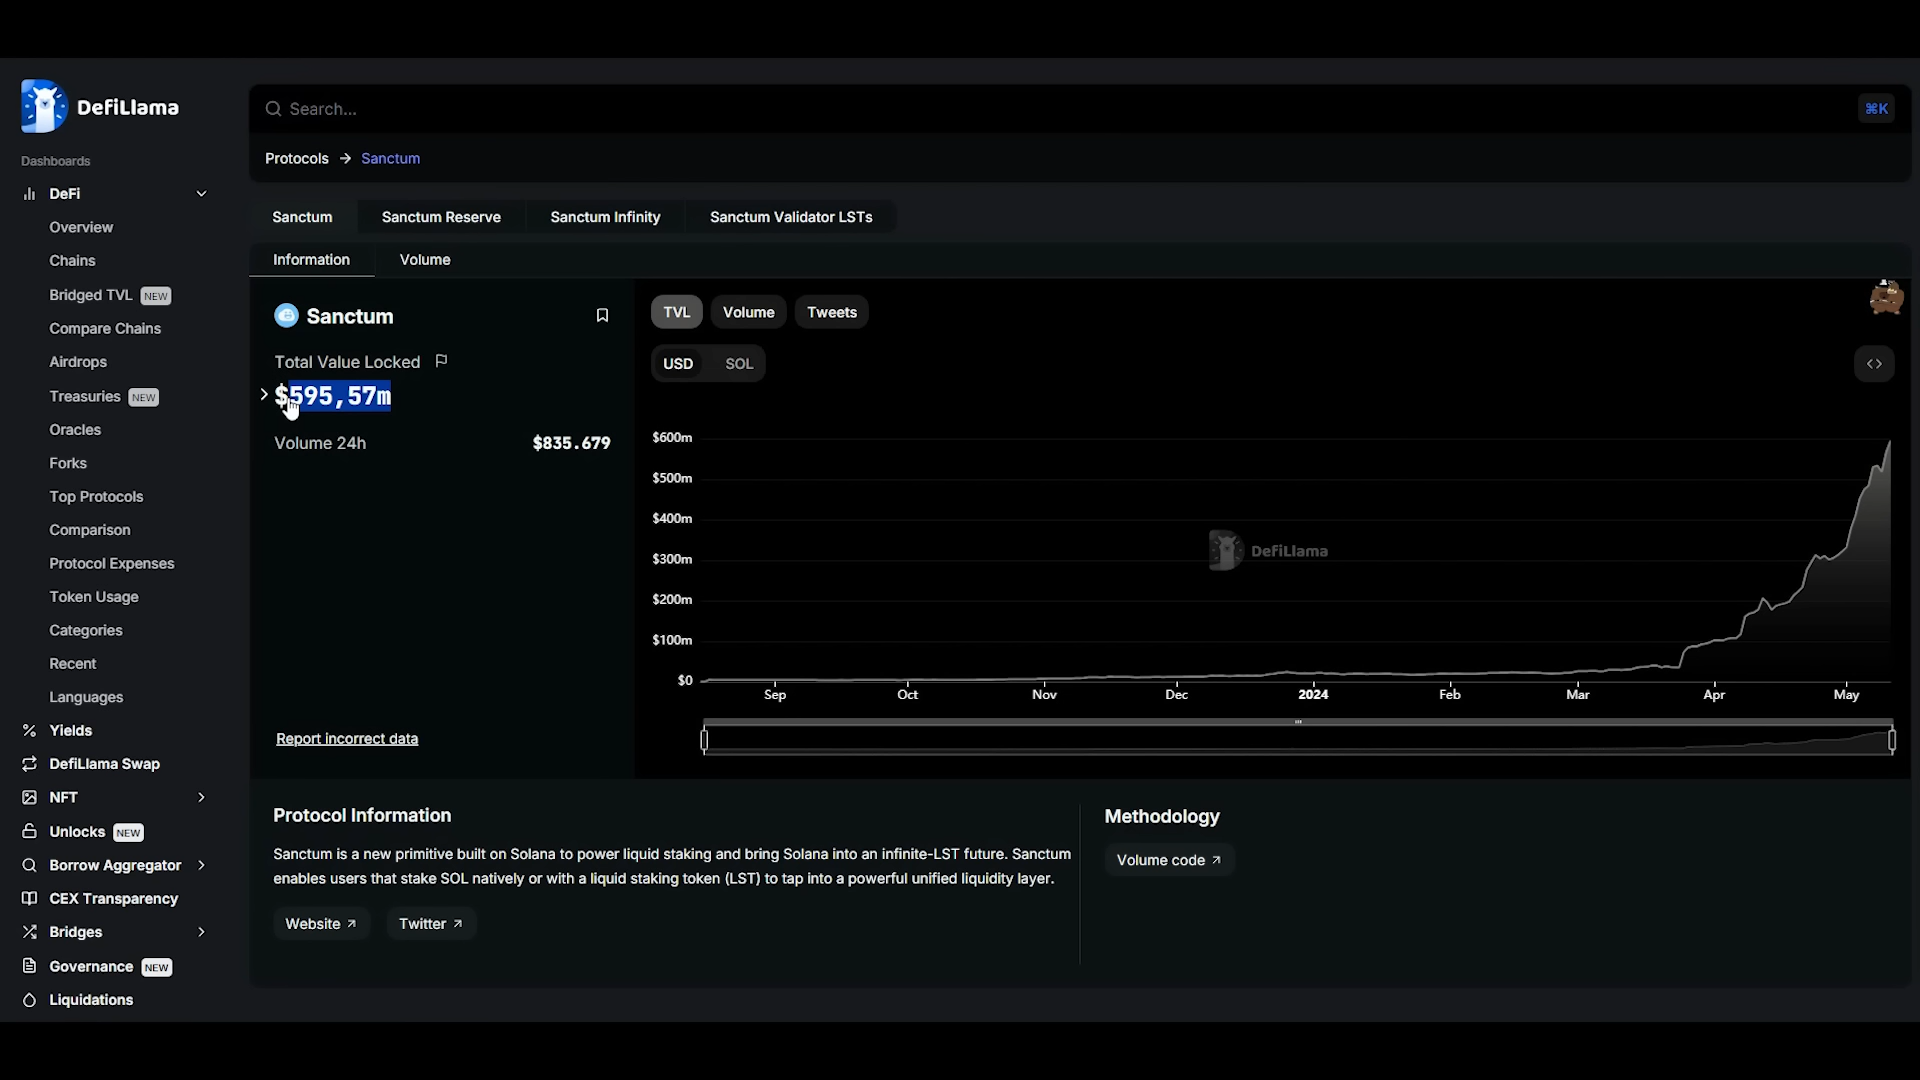 DefiLlama
Search...
⌘K
Protocols → Sanctum
Dashboards
DeFi
Overview
Chains
Bridged TVL NEW
Compare Chains
Airdrops
Treasuries NEW
Oracles
Forks
Top Protocols
Comparison
Protocol Expenses
Token Usage
Categories
Recent
Languages
Yields
DefiLlama Swap
NFT
Unlocks NEW
Borrow Aggregator
CEX Transparency
Bridges
Governance NEW
Liquidations
Sanctum
Sanctum Reserve
Sanctum Infinity
Sanctum Validator LSTs
Information
Volume
Sanctum
Total Value Locked
$595,57m
Volume 24h $835.679
Report incorrect data
TVL
Volume
Tweets
USD
SOL
$600m
$500m
$400m
$300m
$200m
$100m
$0
DefiLlama
Sep Oct Nov Dec 2024 Feb Mar Apr May
Protocol Information
Sanctum is a new primitive built on Solana to power liquid staking and bring Solana into an infinite-LST future. Sanctum
enables users that stake SOL natively or with a liquid staking token (LST) to tap into a powerful unified liquidity layer.
Website ↗
Twitter ↗
Methodology
Volume code ↗